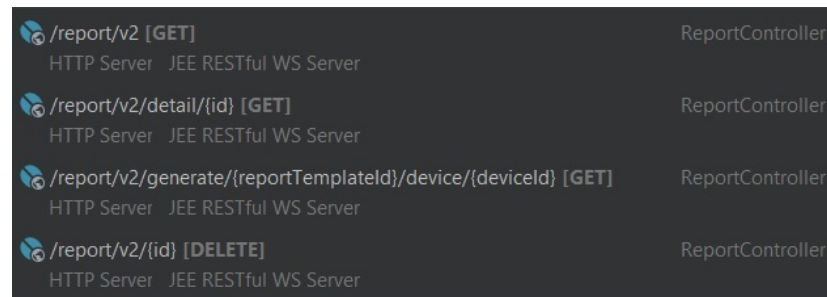 /report/v2 [GET] ReportController
HTTP Server JEE RESTful WS Server
/report/v2/detail/{id} [GET] ReportController
HTTP Server JEE RESTful WS Server
/report/v2/generate/{reportTemplateId}/device/{deviceId} [GET] ReportController
HTTP Server JEE RESTful WS Server
/report/v2/{id} [DELETE] ReportController
HTTP Server JEE RESTful WS Server